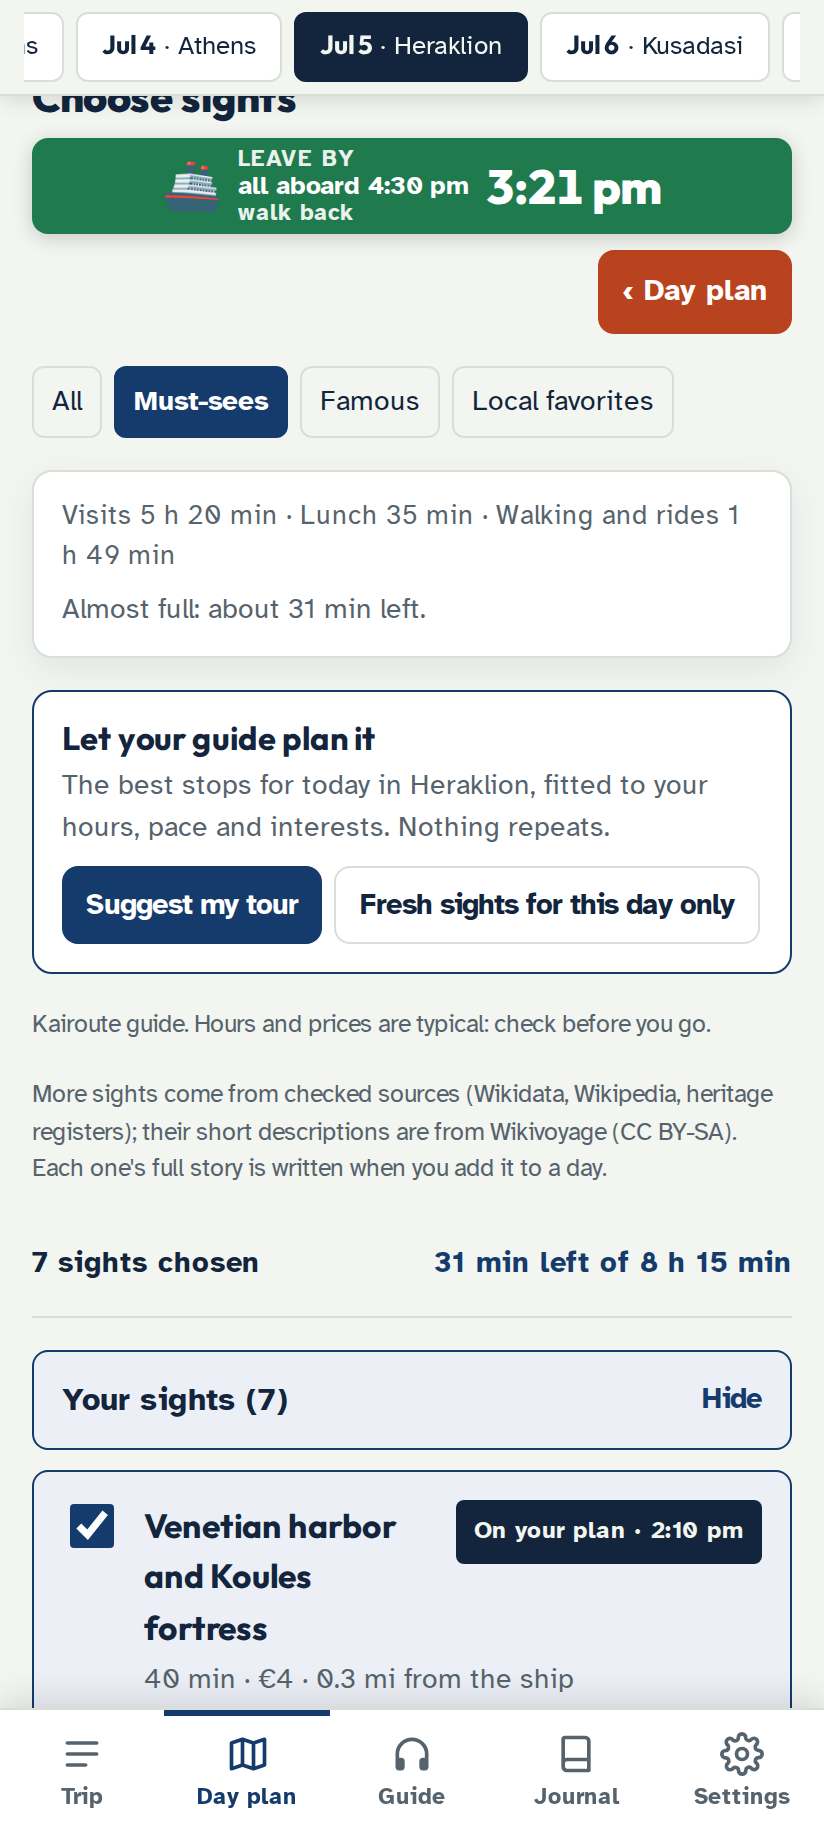 s
Jul 4 · Athens
Jul 5 · Heraklion
Jul 6 · Kusadasi
Choose sights
LEAVE BY
all aboard 4:30 pm
walk back
3:21 pm
‹ Day plan
All
Must-sees
Famous
Local favorites
Visits 5 h 20 min · Lunch 35 min · Walking and rides 1
h 49 min
Almost full: about 31 min left.
Let your guide plan it
The best stops for today in Heraklion, fitted to your
hours, pace and interests. Nothing repeats.
Suggest my tour
Fresh sights for this day only
Kairoute guide. Hours and prices are typical: check before you go.
More sights come from checked sources (Wikidata, Wikipedia, heritage
registers); their short descriptions are from Wikivoyage (CC BY-SA).
Each one's full story is written when you add it to a day.
7 sights chosen
31 min left of 8 h 15 min
Your sights (7)
Hide
Venetian harbor
and Koules
fortress
On your plan · 2:10 pm
40 min · €4 · 0.3 mi from the ship
Trip
Day plan
Guide
Journal
Settings